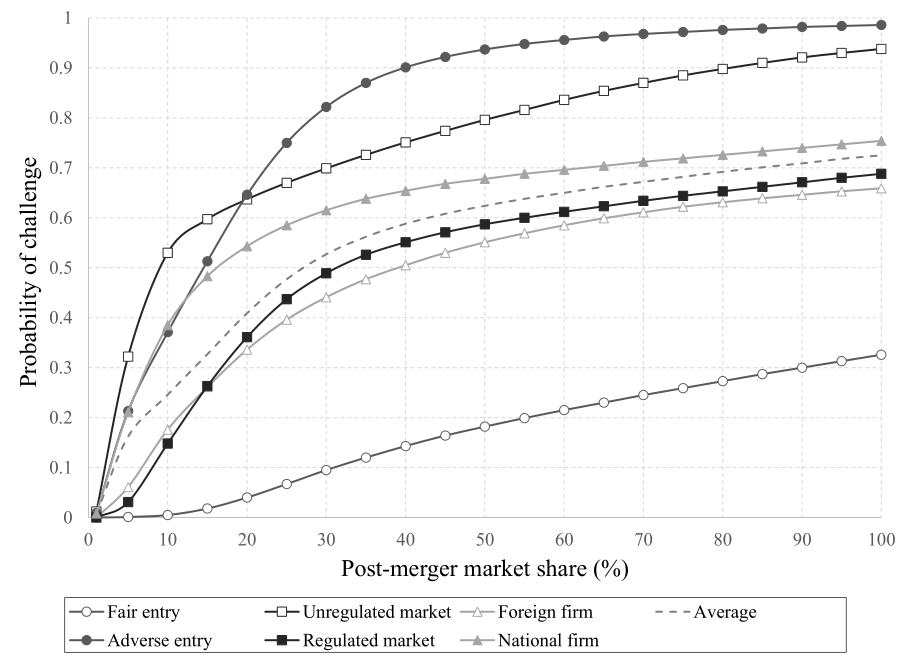 1
0.9
0.8
0.7
0.6
0.5
0.4
0.3
0.2
0.1
0
Probability of challenge
0 10 20 30 40 50 60 70 80 90 100
Post-merger market share (%)
Fair entry Unregulated market Foreign firm Average
Adverse entry Regulated market National firm